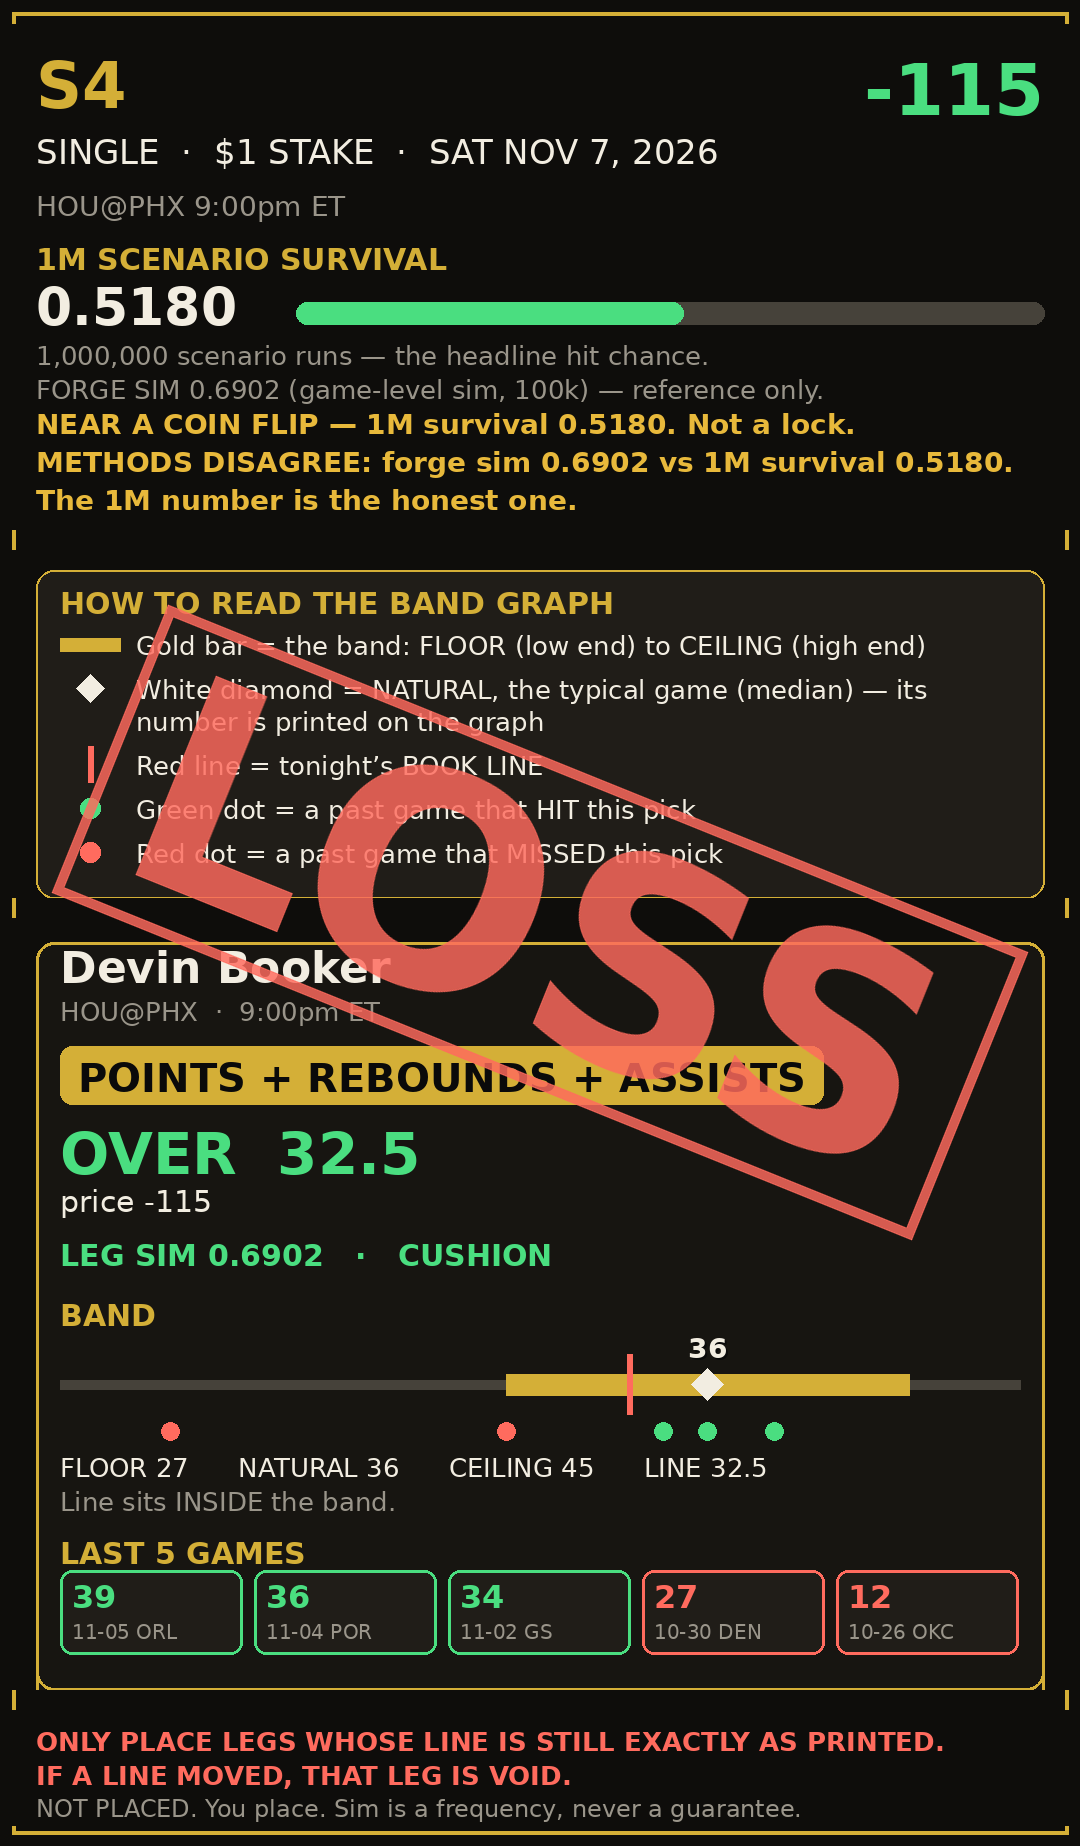 S4
-115
SINGLE · $1 STAKE · SAT NOV 7, 2026
HOU@PHX 9:00pm ET
1M SCENARIO SURVIVAL
0.5180
1,000,000 scenario runs — the headline hit chance.
FORGE SIM 0.6902 (game-level sim, 100k) — reference only.
NEAR A COIN FLIP — 1M survival 0.5180. Not a lock.
METHODS DISAGREE: forge sim 0.6902 vs 1M survival 0.5180.
The 1M number is the honest one.
HOW TO READ THE BAND GRAPH
Gold bar = the band: FLOOR (low end) to CEILING (high end)
White diamond = NATURAL, the typical game (median) — its
number is printed on the graph
Red line = tonight’s BOOK LINE
Green dot = a past game that HIT this pick
Red dot = a past game that MISSED this pick
LOSS
Devin Booker
HOU@PHX · 9:00pm ET
POINTS + REBOUNDS + ASSISTS
OVER 32.5
price -115
LEG SIM 0.6902 · CUSHION
BAND
36
FLOOR 27 NATURAL 36 CEILING 45 LINE 32.5
Line sits INSIDE the band.
LAST 5 GAMES
39 36 34 27 12
11-05 ORL 11-04 POR 11-02 GS 10-30 DEN 10-26 OKC
ONLY PLACE LEGS WHOSE LINE IS STILL EXACTLY AS PRINTED.
IF A LINE MOVED, THAT LEG IS VOID.
NOT PLACED. You place. Sim is a frequency, never a guarantee.